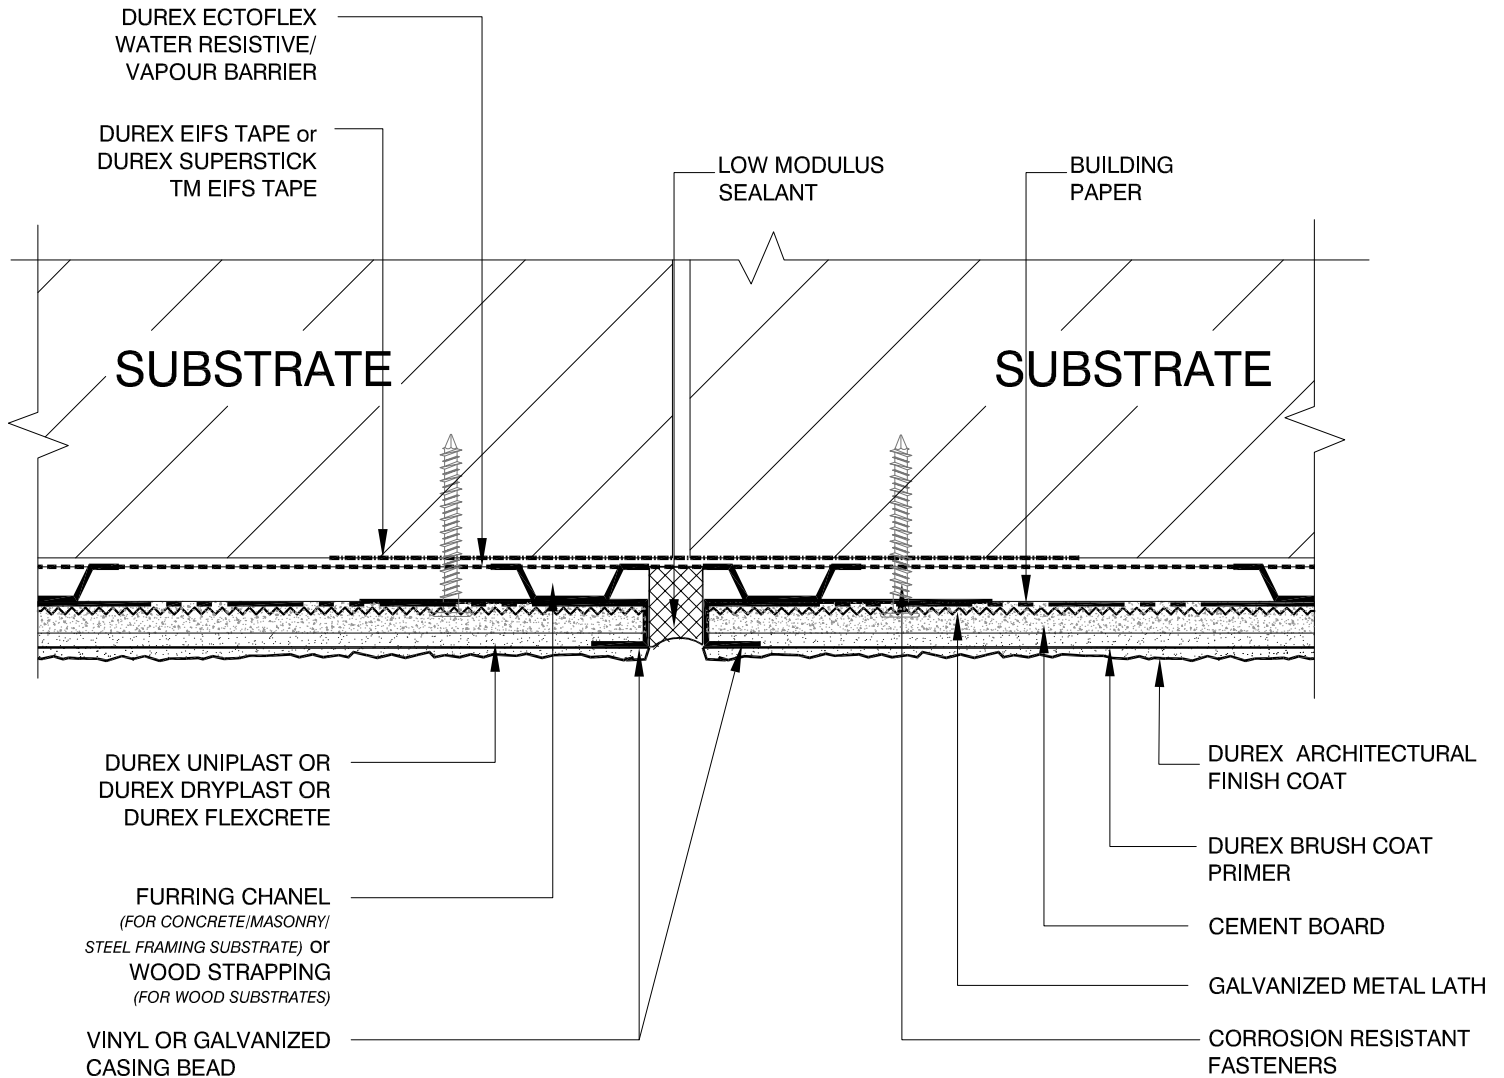 DUREX ECTOFLEX
WATER RESISTIVE/
VAPOUR BARRIER
DUREX EIFS TAPE or
DUREX SUPERSTICK
TM EIFS TAPE
LOW MODULUS
SEALANT
BUILDING
PAPER
SUBSTRATE
SUBSTRATE
DUREX UNIPLAST OR
DUREX DRYPLAST OR
DUREX FLEXCRETE
FURRING CHANEL
(FOR CONCRETE/MASONRY/
STEEL FRAMING SUBSTRATE) or
WOOD STRAPPING
(FOR WOOD SUBSTRATES)
VINYL OR GALVANIZED
CASING BEAD
DUREX ARCHITECTURAL
FINISH COAT
DUREX BRUSH COAT
PRIMER
CEMENT BOARD
GALVANIZED METAL LATH
CORROSION RESISTANT
FASTENERS